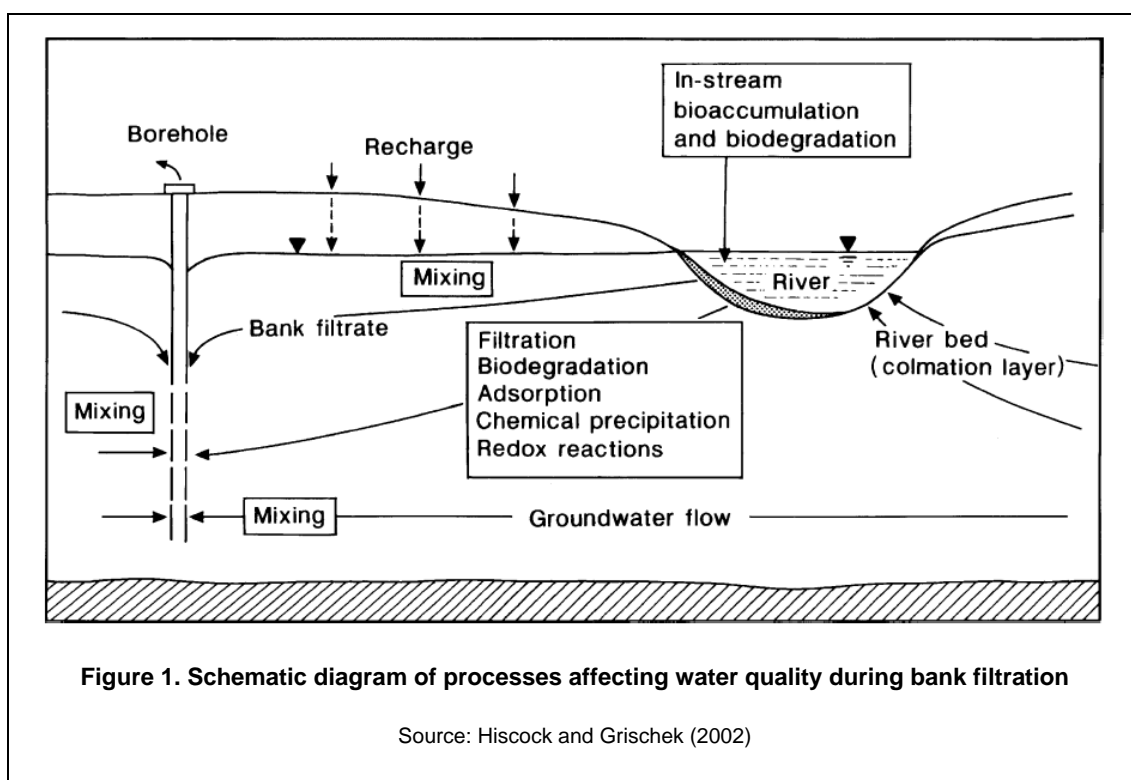 In-stream
bioaccumulation
and biodegradation
Borehole
Recharge
Mixing
River
Bank filtrate
River bed
(colmation layer)
Filtration
Biodegradation
Adsorption
Chemical precipitation
Redox reactions
Mixing
Mixing
Groundwater flow
Figure 1. Schematic diagram of processes affecting water quality during bank filtration
Source: Hiscock and Grischek (2002)